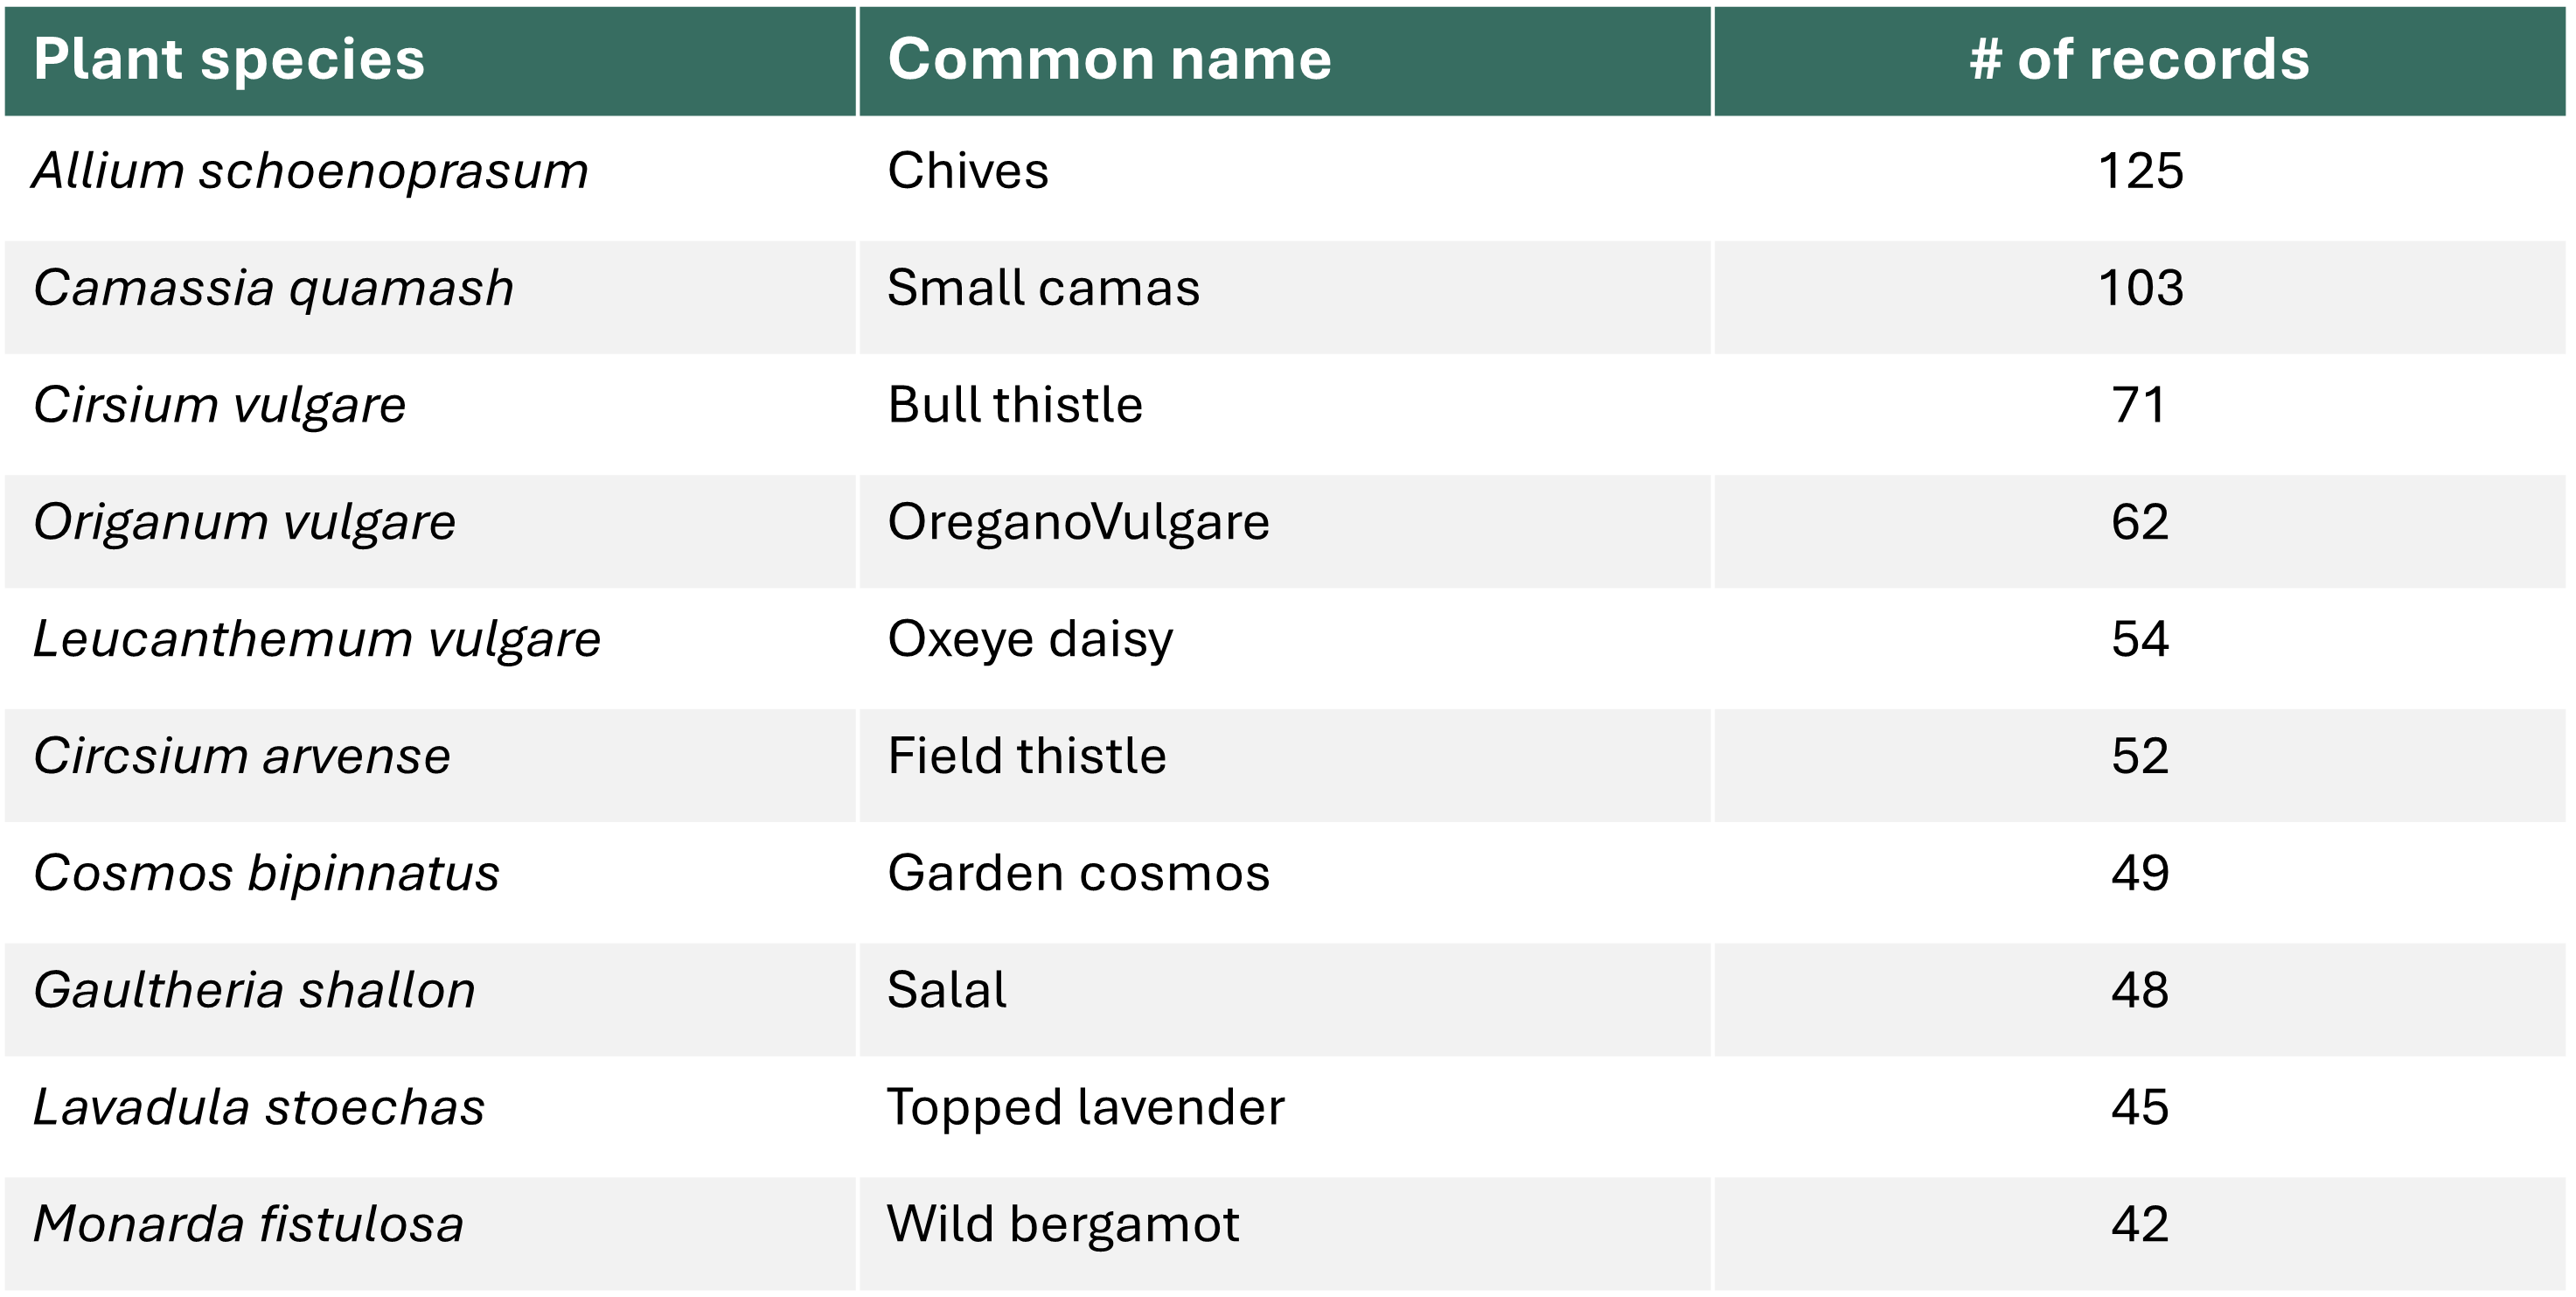 Plant species Common name # of records
Allium schoenoprasum Chives 125
Camassia quamash Small camas 103
Cirsium vulgare Bull thistle 71
Origanum vulgare OreganoVulgare 62
Leucanthemum vulgare Oxeye daisy 54
Circsium arvense Field thistle 52
Cosmos bipinnatus Garden cosmos 49
Gaultheria shallon Salal 48
Lavadula stoechas Topped lavender 45
Monarda fistulosa Wild bergamot 42